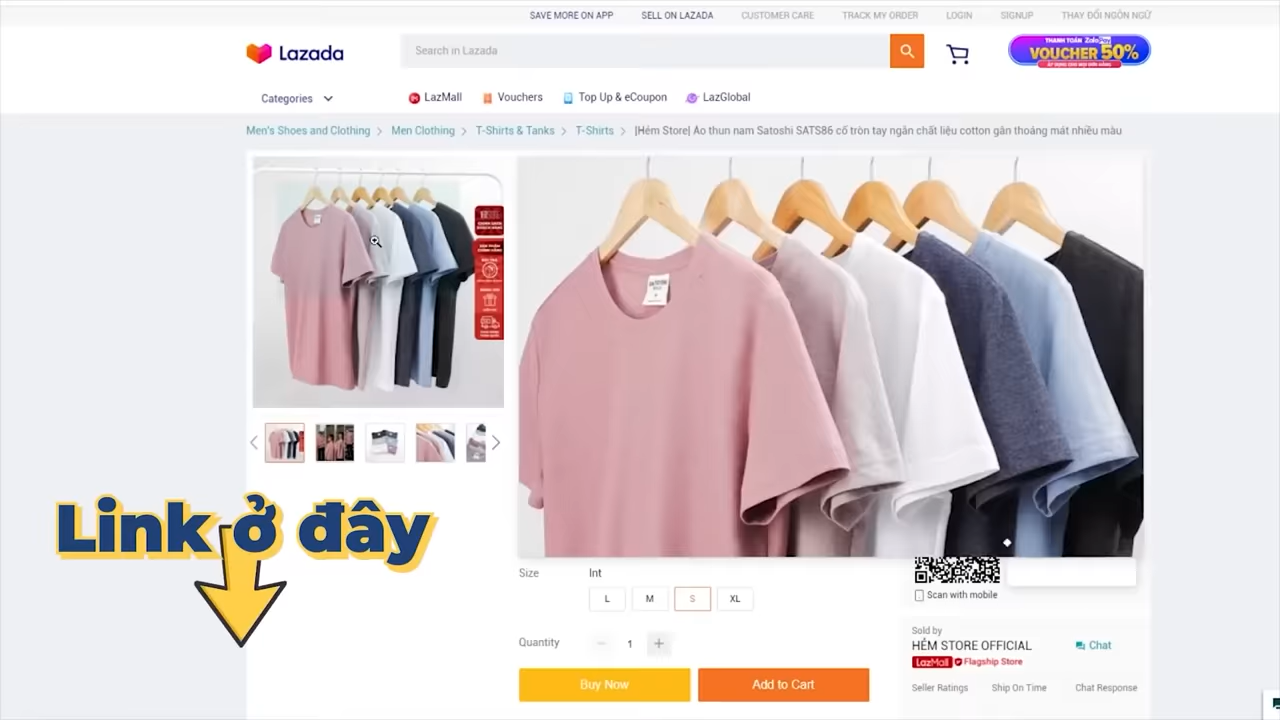 SAVE MORE ON APP
SELL ON LAZADA
CUSTOMER CARE
TRACK MY ORDER
LOGIN
SIGNUP
THAY ĐỔI NGÔN NGỮ
Lazada
Search in Lazada
THANH TOÁN ZaloPay
VOUCHER 50%
Categories
LazMall
Vouchers
Top Up & eCoupon
LazGlobal
Men's Shoes and Clothing > Men Clothing > T-Shirts & Tanks > T-Shirts > |Hẻm Store| Áo thun nam Satoshi SATS86 cổ tròn tay ngắn chất liệu cotton gân thoáng mát nhiều màu
Link ở đây
Size
Int
L
M
S
XL
Scan with mobile
Quantity
1
Sold by
HẺM STORE OFFICIAL
Chat
LazMall Flagship Store
Buy Now
Add to Cart
Seller Ratings
Ship On Time
Chat Response